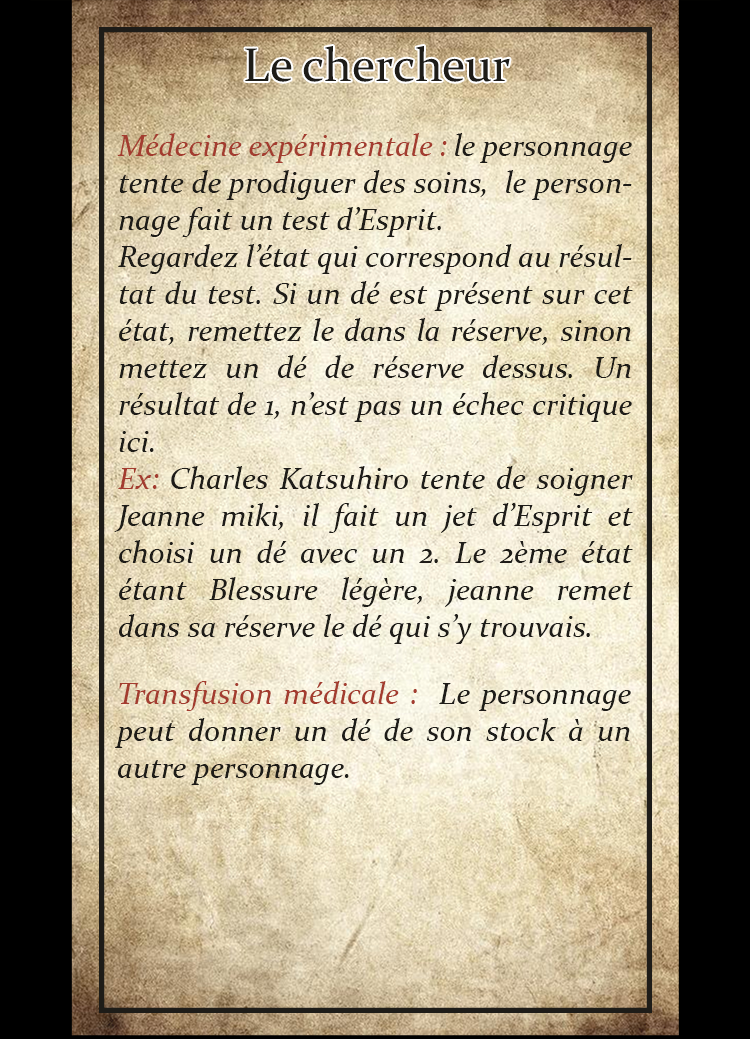 Le chercheur
Médecine expérimentale : le personnage
tente de prodiguer des soins, le person-
nage fait un test d’Esprit.
Regardez l’état qui correspond au résul-
tat du test. Si un dé est présent sur cet
état, remettez le dans la réserve, sinon
mettez un dé de réserve dessus. Un
résultat de 1, n’est pas un échec critique
ici.
Ex: Charles Katsuhiro tente de soigner
Jeanne miki, il fait un jet d’Esprit et
choisi un dé avec un 2. Le 2ème état
étant Blessure légère, jeanne remet
dans sa réserve le dé qui s’y trouvais.
Transfusion médicale : Le personnage
peut donner un dé de son stock à un
autre personnage.